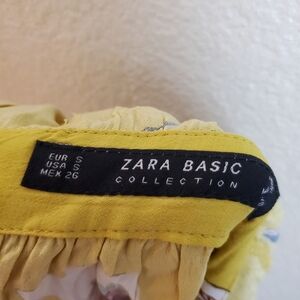 EUR S
USA S
MEX 26
ZARA BASIC
COLLECTION